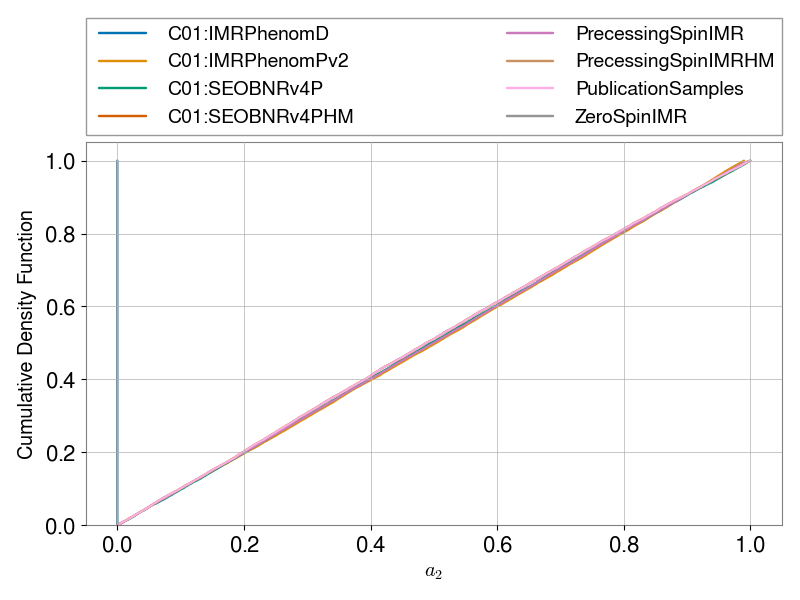 C01:IMRPhenomD
C01:IMRPhenomPv2
C01:SEOBNRv4P
C01:SEOBNRv4PHM
PrecessingSpinIMR
PrecessingSpinIMRHM
PublicationSamples
ZeroSpinIMR
Cumulative Density Function
1.0
0.8
0.6
0.4
0.2
0.0
0.0 0.2 0.4 0.6 0.8 1.0
a₂